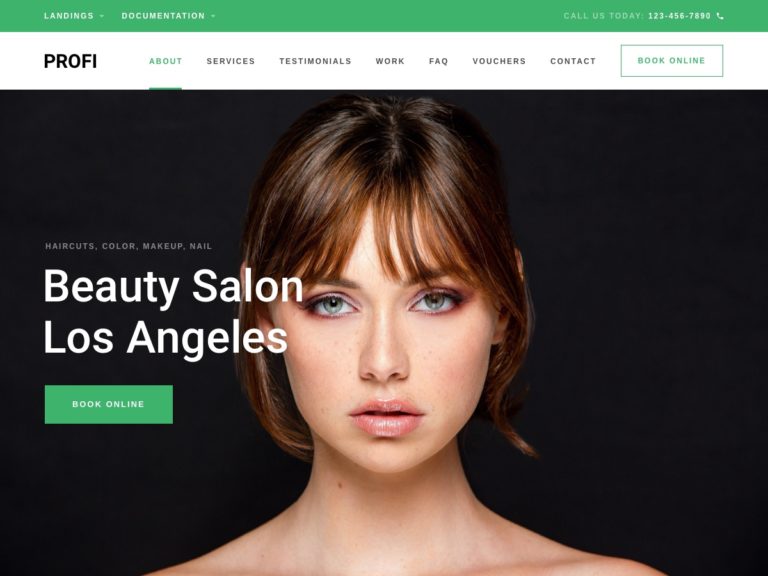 LANDINGS DOCUMENTATION CALL US TODAY: 123-456-7890
PROFI ABOUT SERVICES TESTIMONIALS WORK FAQ VOUCHERS CONTACT BOOK ONLINE
HAIRCUTS, COLOR, MAKEUP, NAIL
Beauty Salon
Los Angeles
BOOK ONLINE